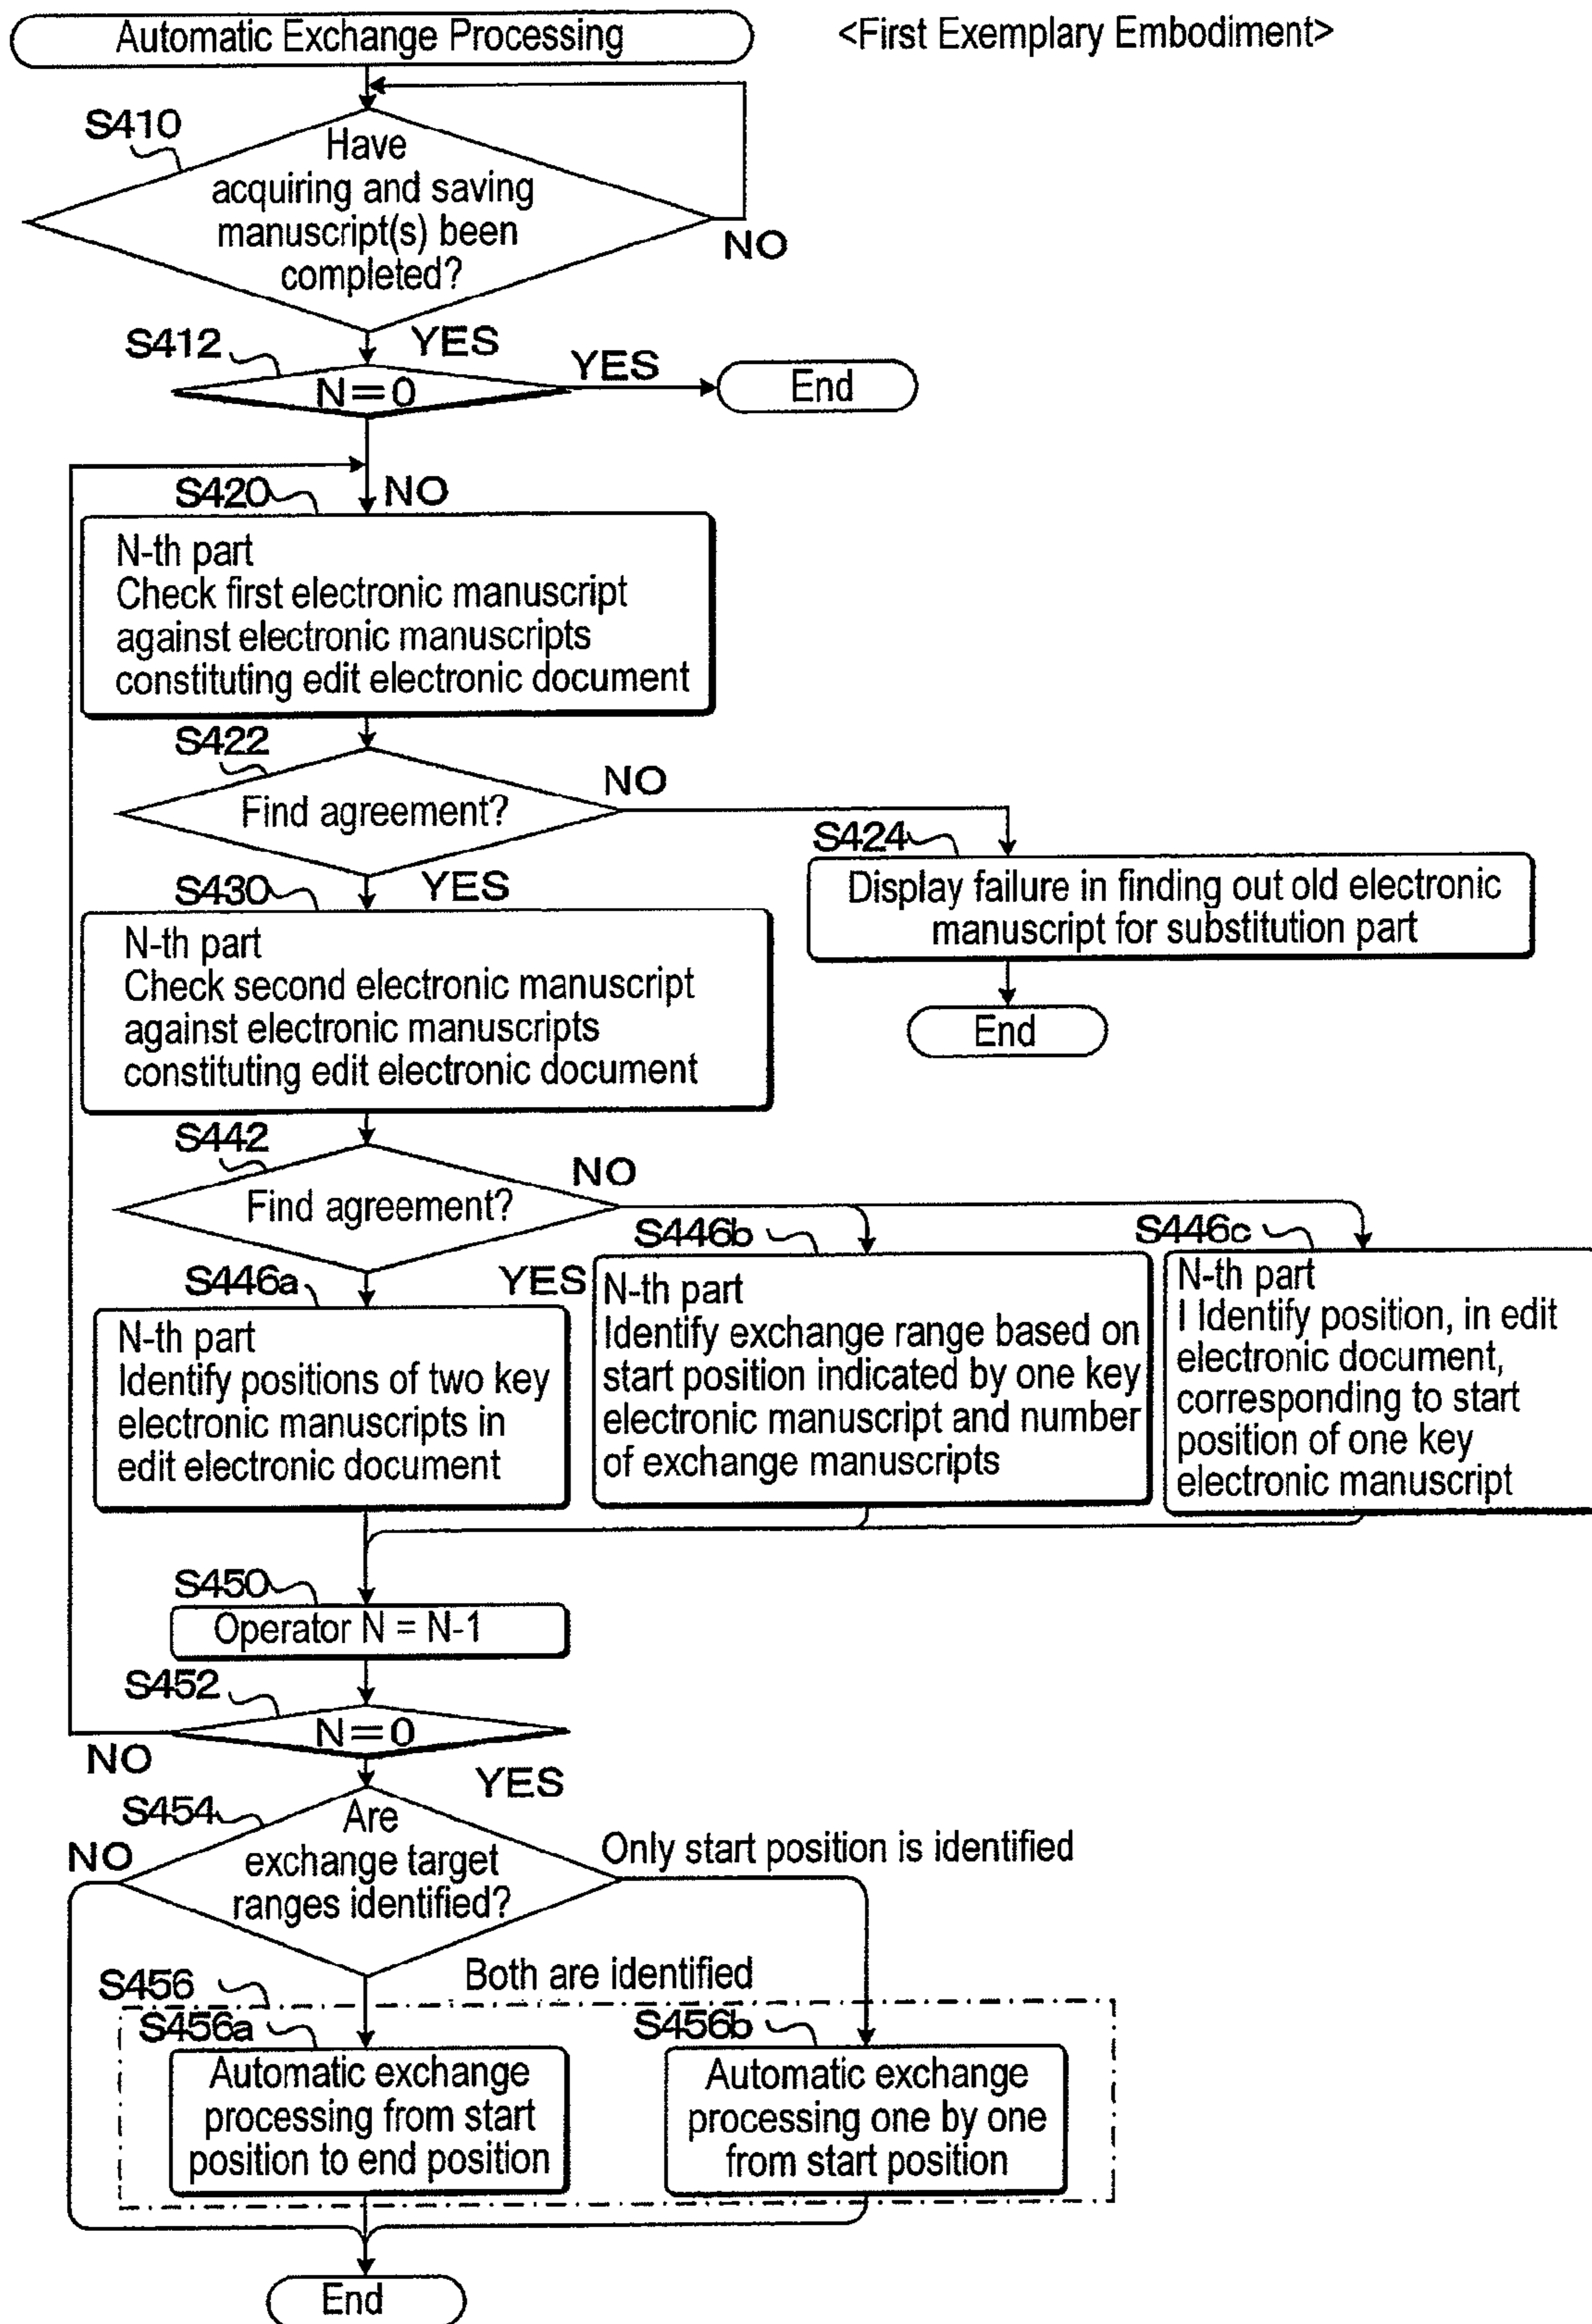 Automatic Exchange Processing
<First Exemplary Embodiment>
S410
Have
acquiring and saving
manuscript(s) been
completed?
NO
YES
S412
N=0
YES
End
NO
S420
N-th part
Check first electronic manuscript
against electronic manuscripts
constituting edit electronic document
S422
Find agreement?
NO
S424
Display failure in finding out old electronic
manuscript for substitution part
End
YES
S430
N-th part
Check second electronic manuscript
against electronic manuscripts
constituting edit electronic document
S442
Find agreement?
NO
YES
S446a
N-th part
Identify positions of two key
electronic manuscripts in
edit electronic document
S446b
N-th part
Identify exchange range based on
start position indicated by one key
electronic manuscript and number
of exchange manuscripts
S446c
N-th part
I Identify position, in edit
electronic document,
corresponding to start
position of one key
electronic manuscript
S450
Operator N = N-1
S452
N=0
NO
YES
S454
Are
exchange target
ranges identified?
NO
Only start position is identified
Both are identified
S456
S456a
Automatic exchange
processing from start
position to end position
S456b
Automatic exchange
processing one by one
from start position
End